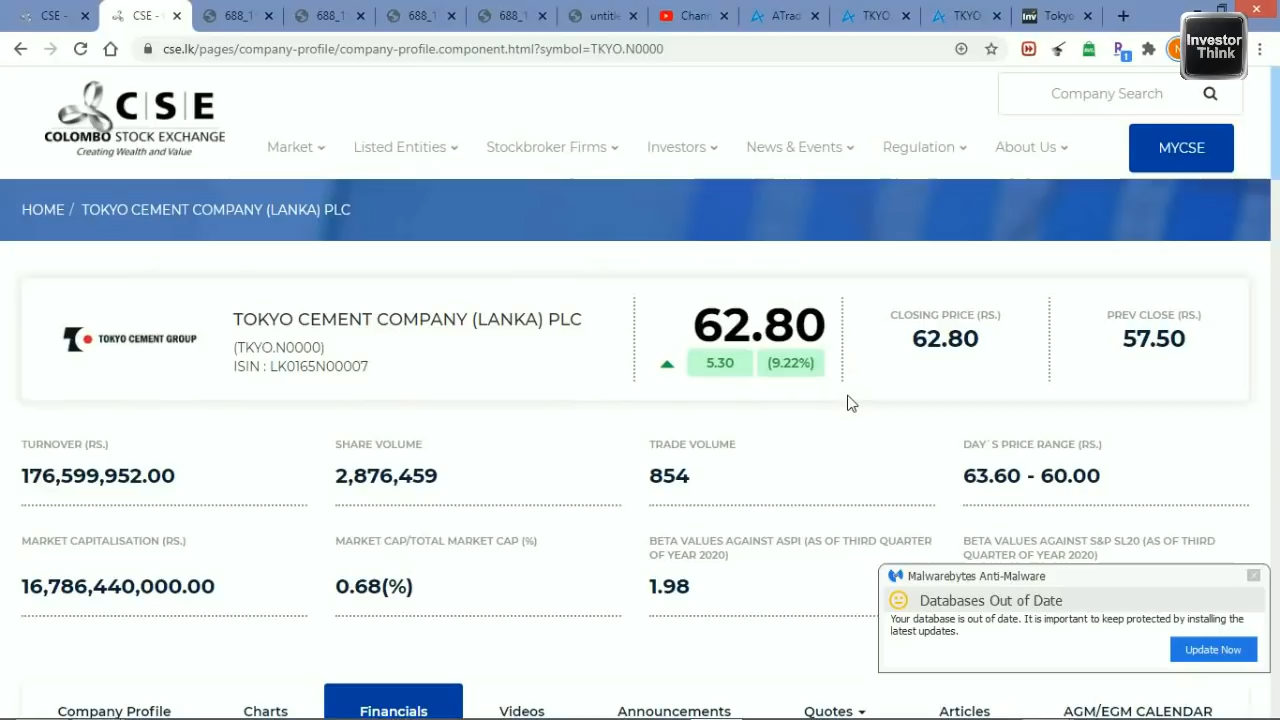 CSE -
CSE -
688_1
688_1
688_1
688_1
untitle
Chann
ATrad
TKYO
TKYO
Inv Tokyo
cse.lk/pages/company-profile/company-profile.component.html?symbol=TKYO.N0000
Investor
Think
C|S|E
COLOMBO STOCK EXCHANGE
Creating Wealth and Value
Company Search
Market
Listed Entities
Stockbroker Firms
Investors
News & Events
Regulation
About Us
MYCSE
HOME / TOKYO CEMENT COMPANY (LANKA) PLC
TOKYO CEMENT GROUP
TOKYO CEMENT COMPANY (LANKA) PLC
(TKYO.N0000)
ISIN : LK0165N00007
62.80
5.30 (9.22%)
CLOSING PRICE (RS.)
62.80
PREV CLOSE (RS.)
57.50
TURNOVER (RS.)
176,599,952.00
SHARE VOLUME
2,876,459
TRADE VOLUME
854
DAY`S PRICE RANGE (RS.)
63.60 - 60.00
MARKET CAPITALISATION (RS.)
16,786,440,000.00
MARKET CAP/TOTAL MARKET CAP (%)
0.68(%)
BETA VALUES AGAINST ASPI (AS OF THIRD QUARTER
OF YEAR 2020)
1.98
BETA VALUES AGAINST S&P SL20 (AS OF THIRD
QUARTER OF YEAR 2020)
Malwarebytes Anti-Malware
Databases Out of Date
Your database is out of date. It is important to keep protected by installing the
latest updates.
Update Now
Company Profile
Charts
Financials
Videos
Announcements
Quotes
Articles
AGM/EGM CALENDAR